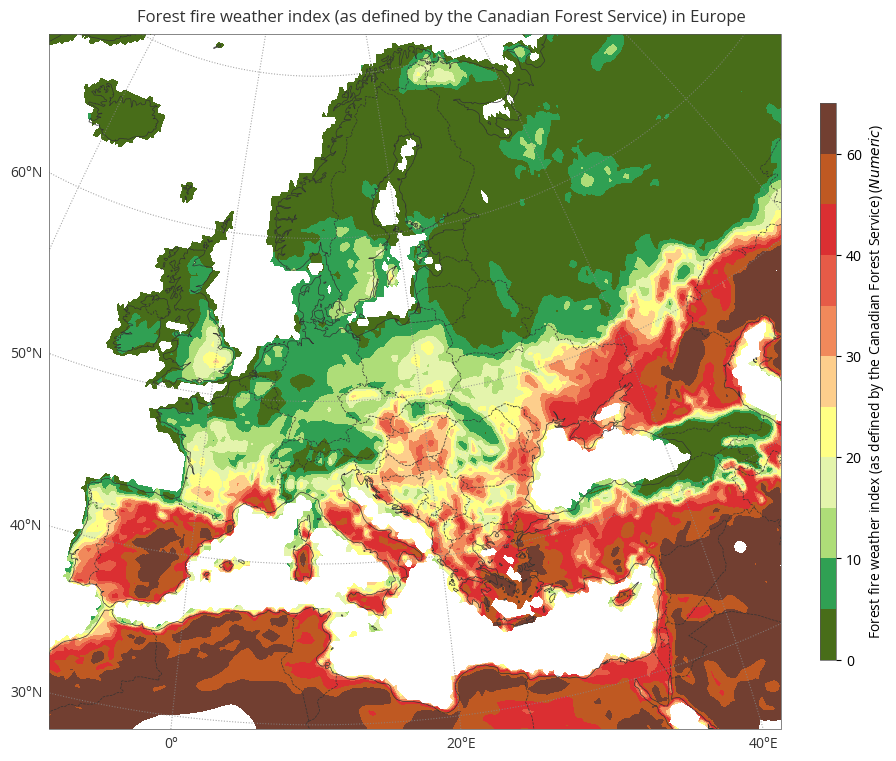 Forest fire weather index (as defined by the Canadian Forest Service) in Europe
60°N
50°N
40°N
30°N
0°
20°E
40°E
60
40
30
20
10
0
Forest fire weather index (as defined by the Canadian Forest Service) (Numeric)